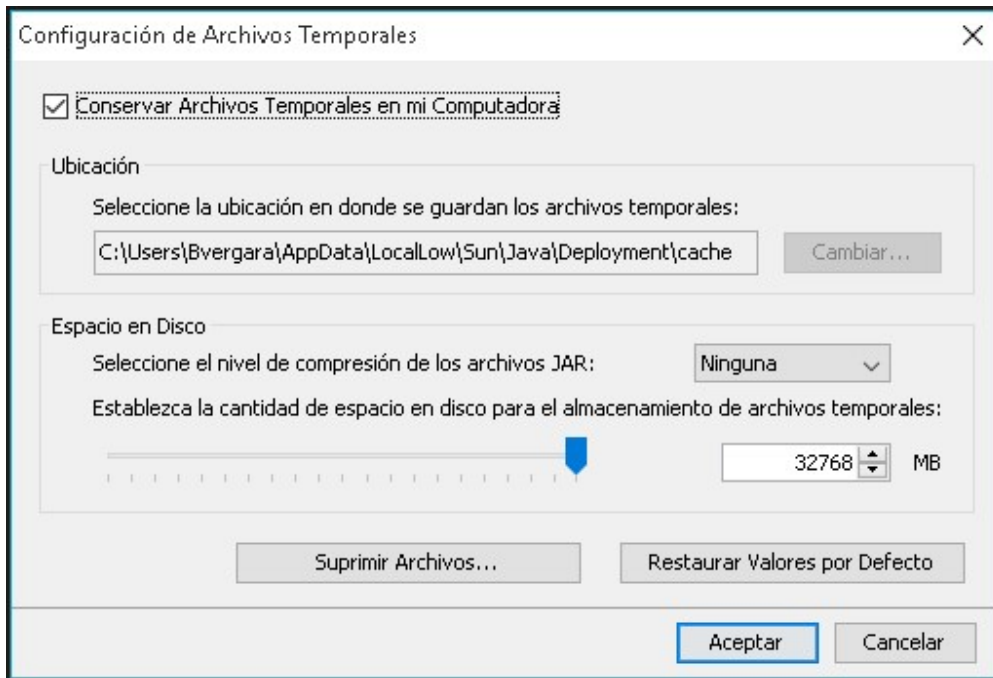 Configuración de Archivos Temporales
Conservar Archivos Temporales en mi Computadora
Ubicación
Seleccione la ubicación en donde se guardan los archivos temporales:
C:\Users\Bvergara\AppData\LocalLow\Sun\Java\Deployment\cache
Cambiar...
Espacio en Disco
Seleccione el nivel de compresión de los archivos JAR:
Ninguna
Establezca la cantidad de espacio en disco para el almacenamiento de archivos temporales:
32768 MB
Suprimir Archivos...
Restaurar Valores por Defecto
Aceptar
Cancelar